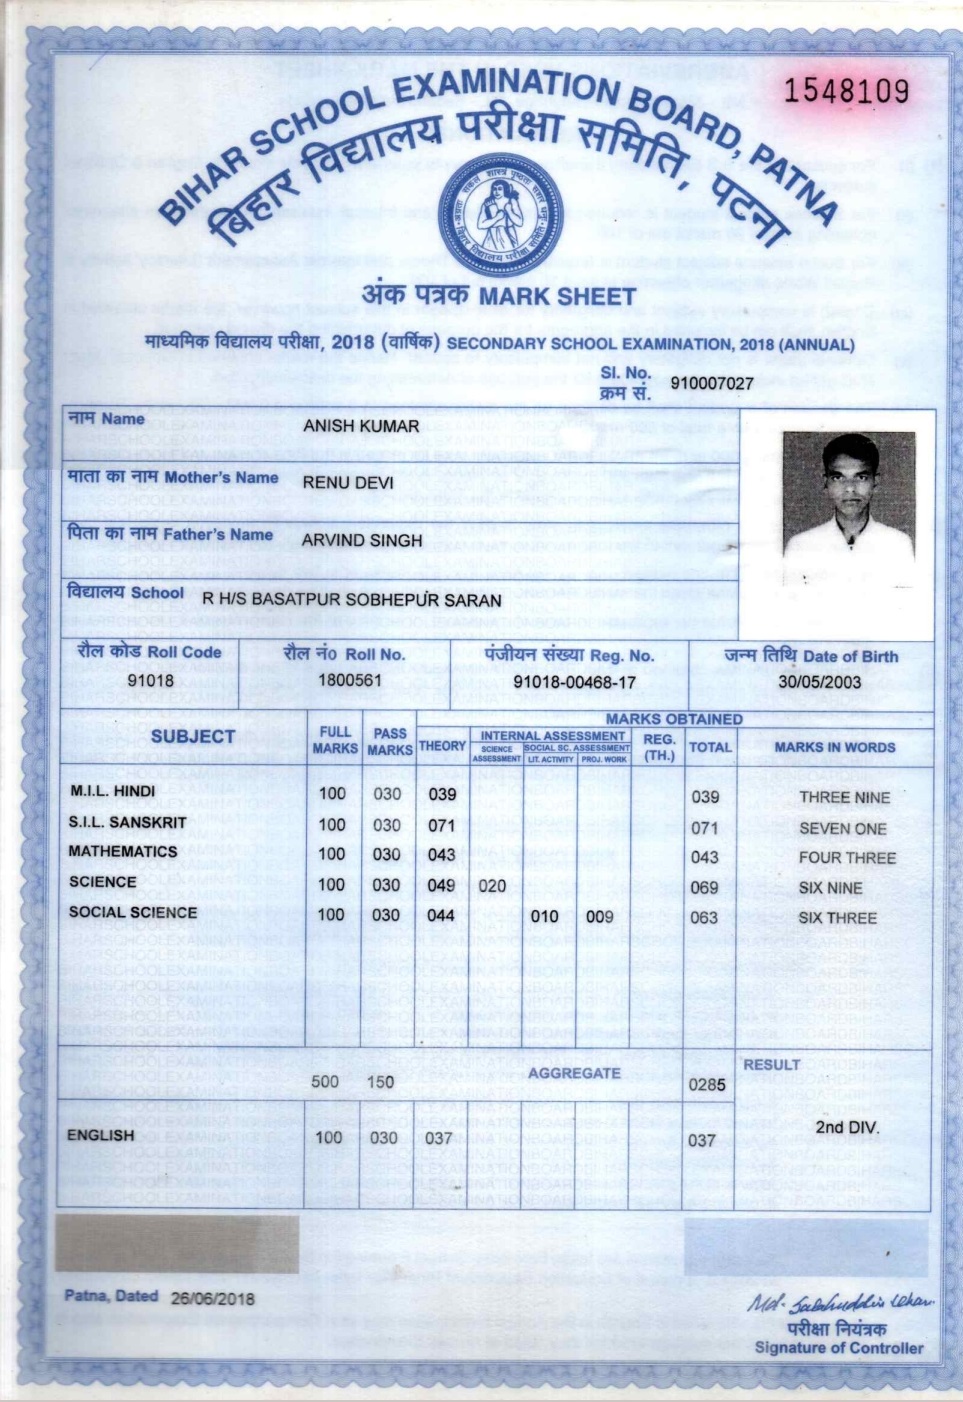 1548109
BIHAR SCHOOL EXAMINATION BOARD, PATNA
बिहार विद्यालय परीक्षा समिति, पटना
अंक पत्रक MARK SHEET
माध्यमिक विद्यालय परीक्षा, 2018 (वार्षिक) SECONDARY SCHOOL EXAMINATION, 2018 (ANNUAL)
Sl. No.
क्रम सं. 910007027
नाम Name ANISH KUMAR
माता का नाम Mother's Name RENU DEVI
पिता का नाम Father's Name ARVIND SINGH
विद्यालय School R H/S BASATPUR SOBHEPUR SARAN
रौल कोड Roll Code रौल नं० Roll No. पंजीयन संख्या Reg. No. जन्म तिथि Date of Birth
91018 1800561 91018-00468-17 30/05/2003
MARKS OBTAINED
SUBJECT FULL MARKS PASS MARKS THEORY INTERNAL ASSESSMENT REG. (TH.) TOTAL MARKS IN WORDS
SCIENCE ASSESSMENT SOCIAL SC. ASSESSMENT
LIT. ACTIVITY PROJ. WORK
M.I.L. HINDI 100 030 039 039 THREE NINE
S.I.L. SANSKRIT 100 030 071 071 SEVEN ONE
MATHEMATICS 100 030 043 043 FOUR THREE
SCIENCE 100 030 049 020 069 SIX NINE
SOCIAL SCIENCE 100 030 044 010 009 063 SIX THREE
500 150 AGGREGATE 0285 RESULT
ENGLISH 100 030 037 037 2nd DIV.
Patna, Dated 26/06/2018
Md. Salahuddin Khan
परीक्षा नियंत्रक
Signature of Controller